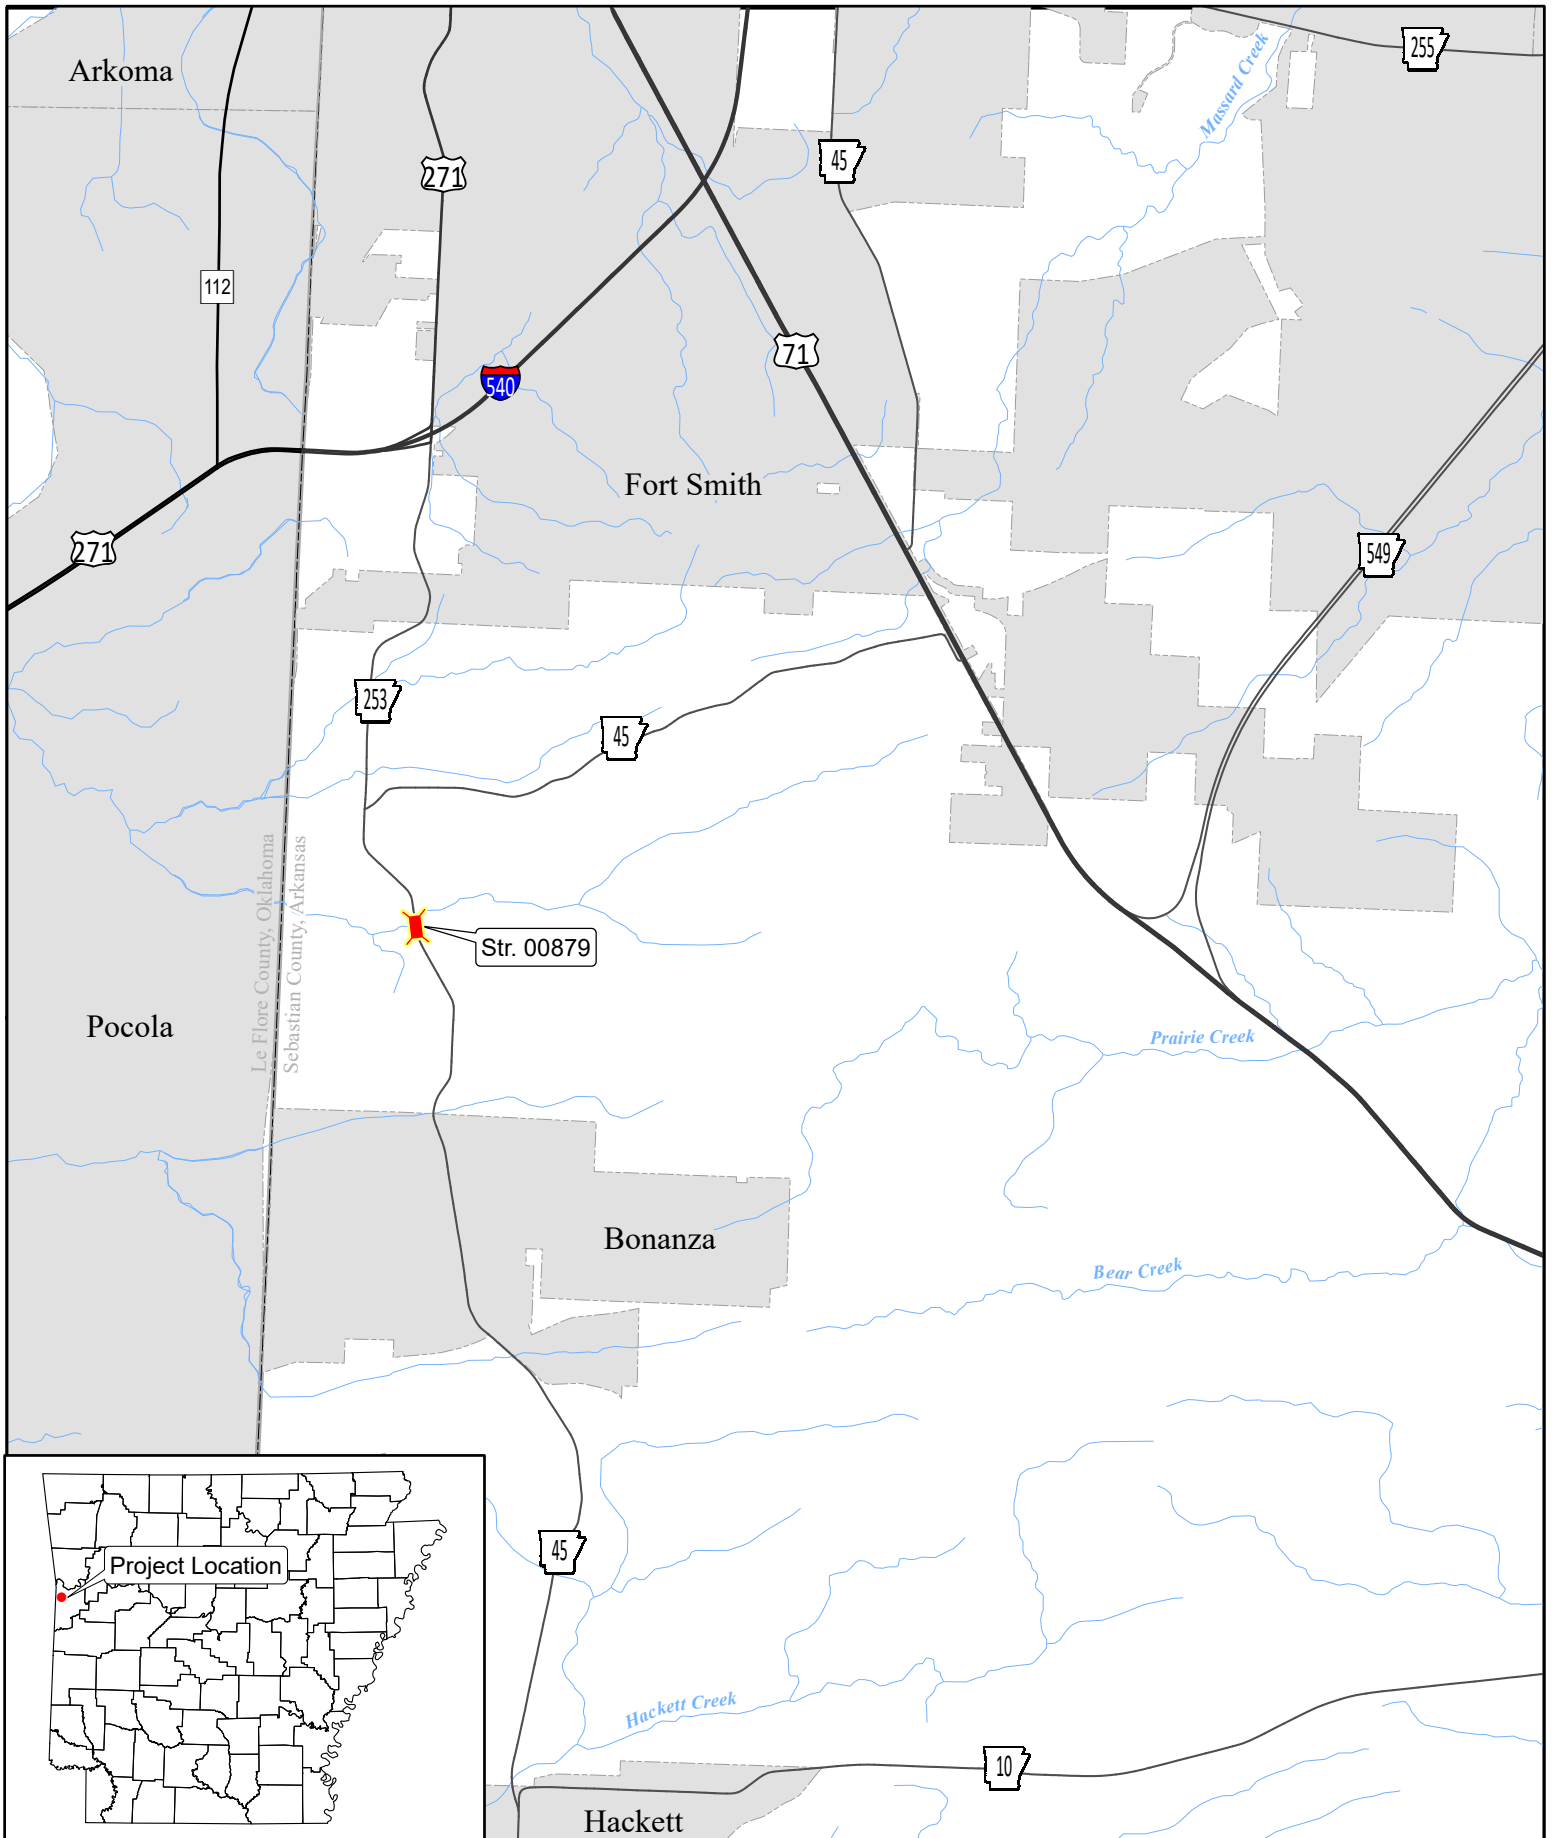 Arkoma
255
Massard Creek
45
271
112
71
540
Fort Smith
271
549
253
45
Le Flore County, Oklahoma
Sebastian County, Arkansas
Str. 00879
Pocola
Prairie Creek
Bonanza
Bear Creek
45
Project Location
Hackett Creek
10
Hackett